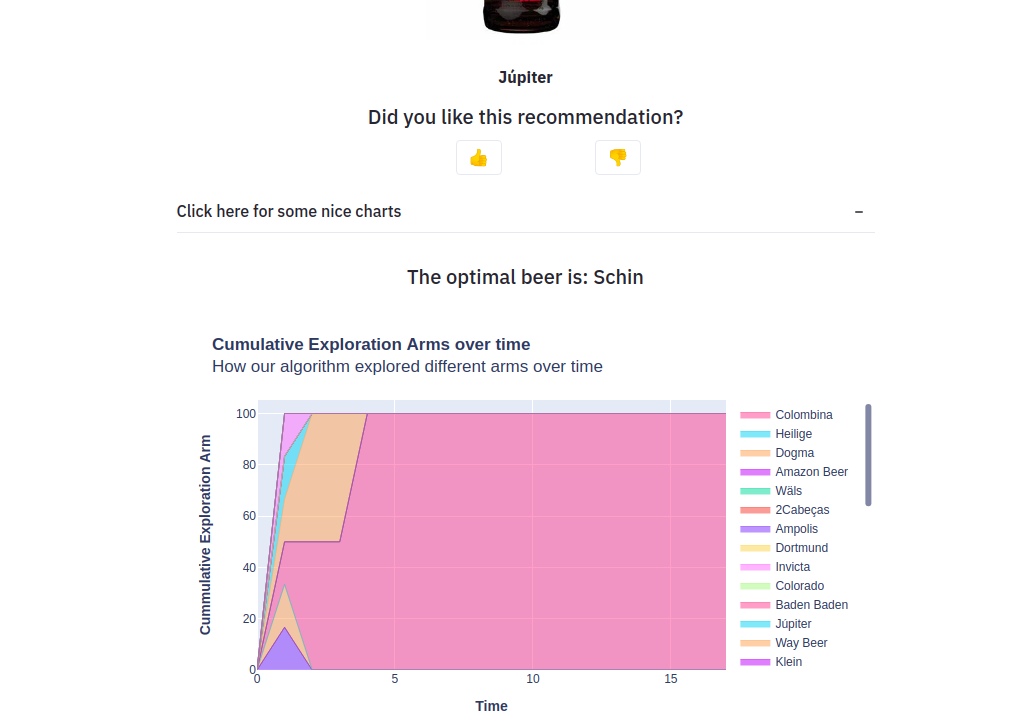 Júpiter
Did you like this recommendation?
Click here for some nice charts
The optimal beer is: Schin
Cumulative Exploration Arms over time
How our algorithm explored different arms over time
Cummulative Exploration Arm
100
80
60
40
20
0
0
5
10
15
Time
Colombina
Heilige
Dogma
Amazon Beer
Wäls
2Cabeças
Ampolis
Dortmund
Invicta
Colorado
Baden Baden
Júpiter
Way Beer
Klein